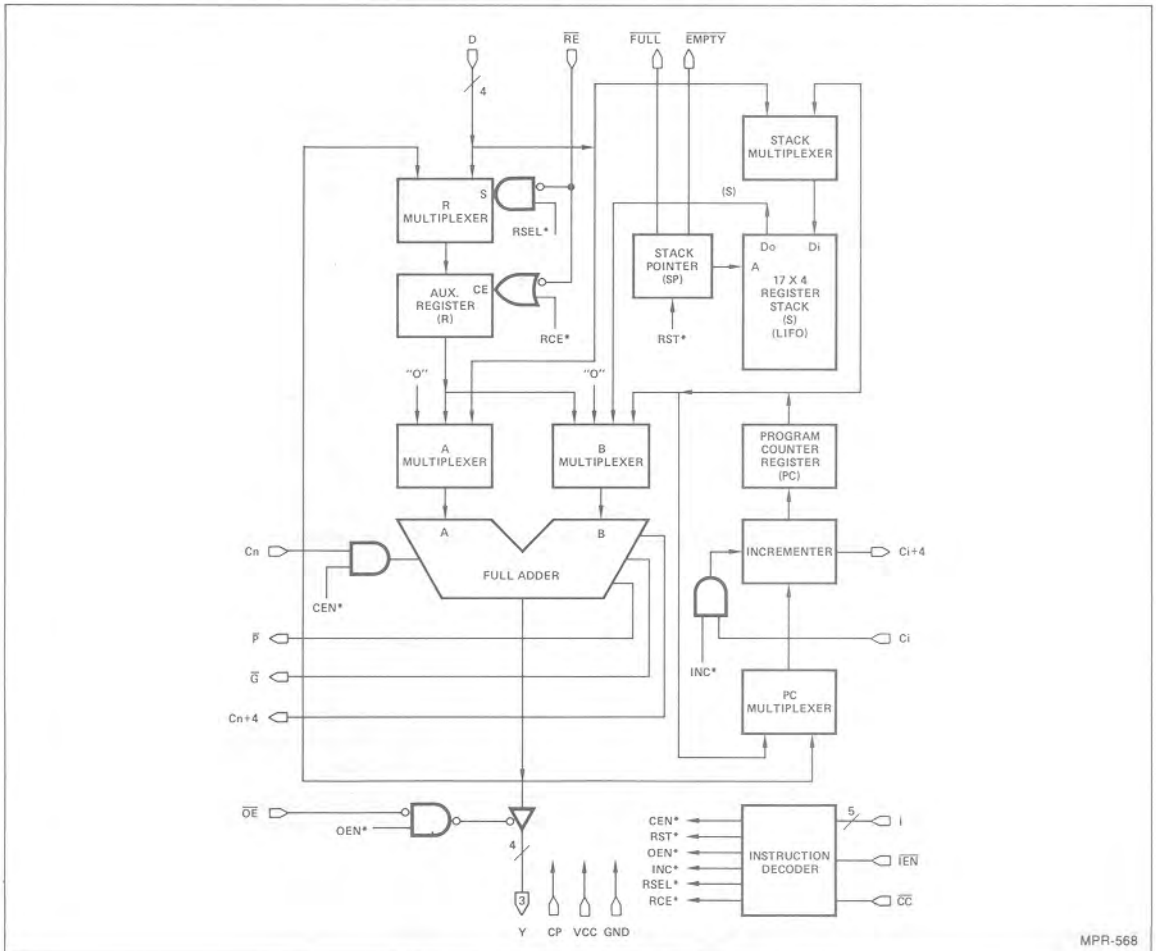 D
RE
FULL
EMPTY
4
STACK
MULTIPLEXER
S
R
MULTIPLEXER
RSEL*
(S)
Do Di
STACK
POINTER
(SP)
A
17 X 4
REGISTER
STACK
(S)
(LIFO)
AUX.
REGISTER
(R)
CE
RCE*
RST*
"O"
"O"
A
MULTIPLEXER
B
MULTIPLEXER
PROGRAM
COUNTER
REGISTER
(PC)
A
B
FULL ADDER
Cn
CEN*
INCREMENTER
Ci+4
P
Ci
INC*
G
PC
MULTIPLEXER
Cn+4
OE
OEN*
4
3
Y
CP
VCC
GND
CEN*
RST*
OEN*
INC*
RSEL*
RCE*
INSTRUCTION
DECODER
5
I
IEN
CC
MPR-568